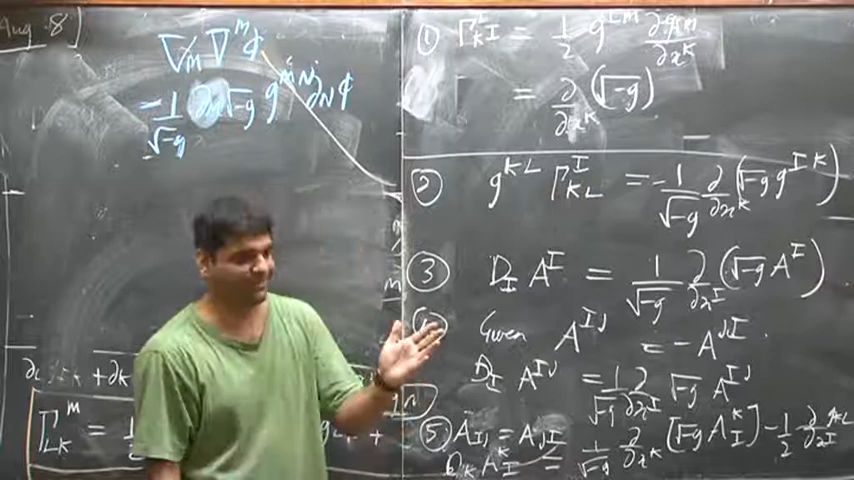 Aug. 8]
∇_M ∇^M φ
= 1/√-g ∂_M √-g g^{MN} ∂_N φ
Γ^M_{LK} =
① Γ^L_{KI} = 1/2 g^{LM} ∂g_{LM}/∂x^K
= ∂/∂x^K (√-g)
② g^{KL} Γ^I_{KL} = -1/√-g ∂/∂x^K (√-g g^{IK})
③ D_I A^I = 1/√-g ∂/∂x^I (√-g A^I)
Given A^{IJ} = -A^{JI}.
D_I A^{IJ} = 1/√-g ∂/∂x^I √-g A^{IJ}
⑤ A_{IJ} = A_{JI}
D_K A^K_I = 1/√-g ∂/∂x^K [√-g A^K_I] - 1/2 ∂/∂x^I g^{KL}